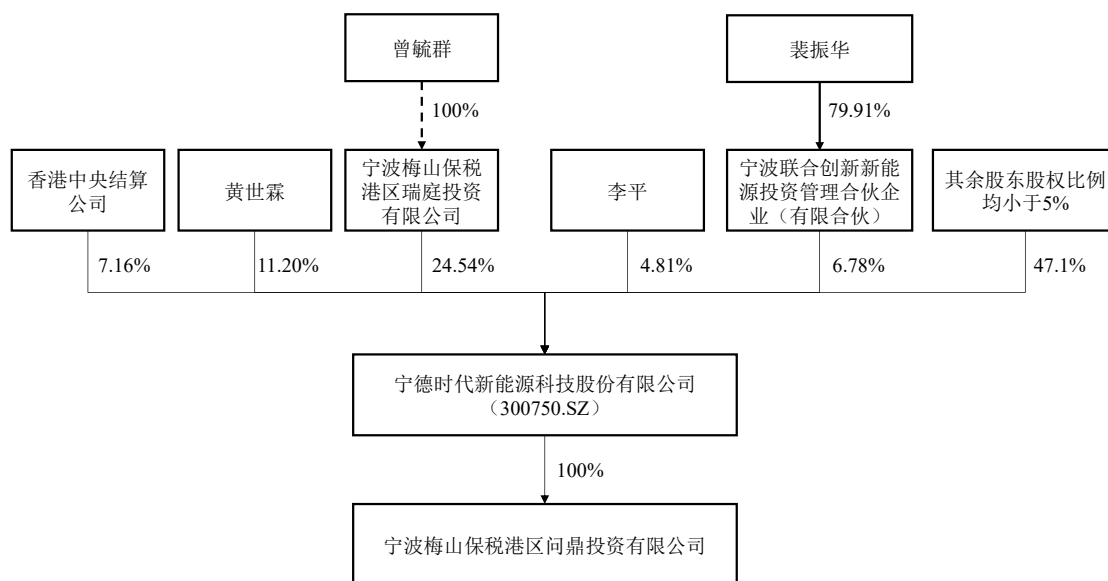 曾毓群
裴振华
100%
79.91%
香港中央结算
公司
黄世霖
宁波梅山保税
港区瑞庭投资
有限公司
李平
宁波联合创新新能
源投资管理合伙企
业（有限合伙）
其余股东股权比例
均小于5%
7.16%
11.20%
24.54%
4.81%
6.78%
47.1%
宁德时代新能源科技股份有限公司
（300750.SZ）
100%
宁波梅山保税港区问鼎投资有限公司